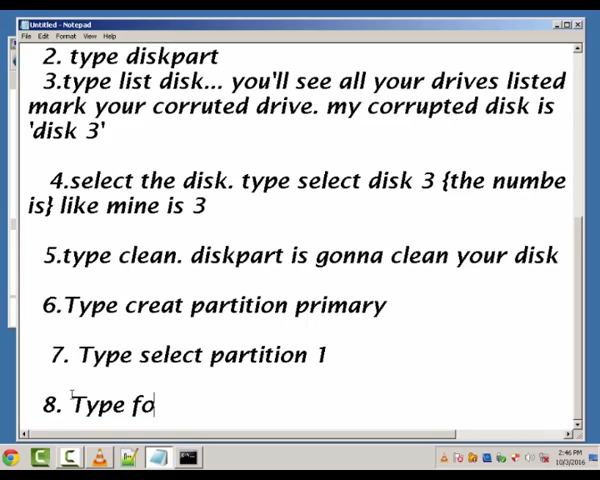 Untitled - Notepad
File Edit Format View Help
2. type diskpart
3.type list disk... you'll see all your drives listed
mark your corruted drive. my corrupted disk is
'disk 3'
4.select the disk. type select disk 3 {the numbe
is} like mine is 3
5.type clean. diskpart is gonna clean your disk
6.Type creat partition primary
7. Type select partition 1
8. Type fo
2:46 PM
10/3/2016